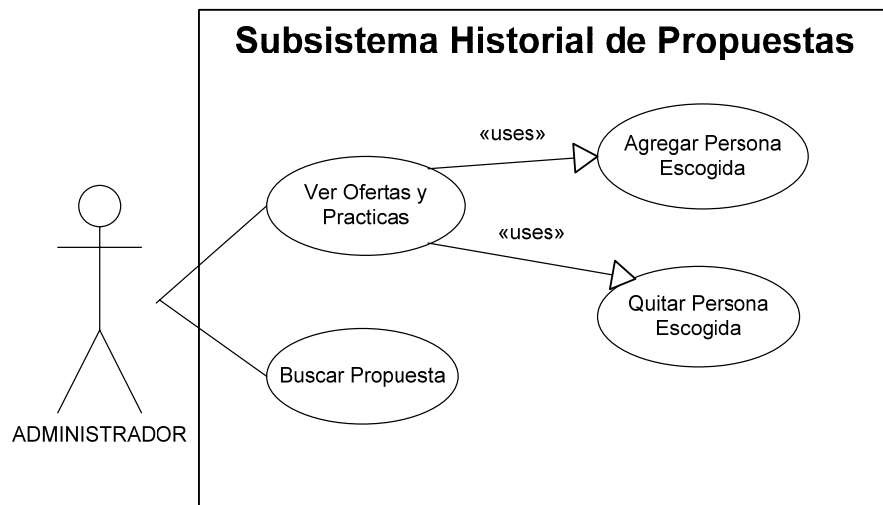 Subsistema Historial de Propuestas
«uses»
Agregar Persona
Escogida
Ver Ofertas y
Practicas
«uses»
Quitar Persona
Escogida
Buscar Propuesta
ADMINISTRADOR